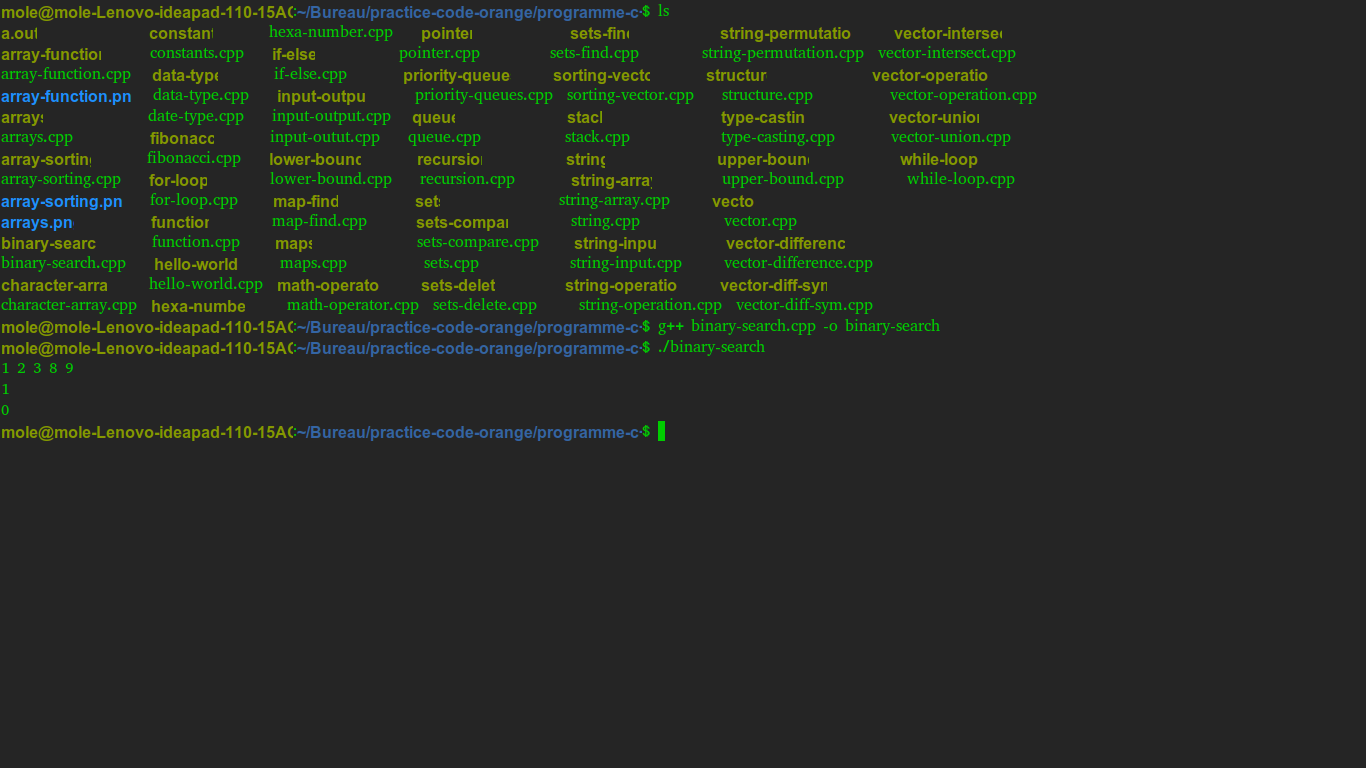 mole@mole-Lenovo-ideapad-110-15AC:~/Bureau/practice-code-orange/programme-c$ ls
a.out constant hexa-number.cpp pointer sets-find string-permutatio vector-intersec
array-function constants.cpp if-else pointer.cpp sets-find.cpp string-permutation.cpp vector-intersect.cpp
array-function.cpp data-type if-else.cpp priority-queue sorting-vecto structur vector-operatio
array-function.pn data-type.cpp input-outpu priority-queues.cpp sorting-vector.cpp structure.cpp vector-operation.cpp
arrays date-type.cpp input-output.cpp queue stack type-castin vector-union
arrays.cpp fibonacc input-outut.cpp queue.cpp stack.cpp type-casting.cpp vector-union.cpp
array-sorting fibonacci.cpp lower-bound recursion string upper-boun while-loop
array-sorting.cpp for-loop lower-bound.cpp recursion.cpp string-array upper-bound.cpp while-loop.cpp
array-sorting.pn for-loop.cpp map-find sets string-array.cpp vecto
arrays.pn function map-find.cpp sets-compar string.cpp vector.cpp
binary-searc function.cpp maps sets-compare.cpp string-inpu vector-differenc
binary-search.cpp hello-world maps.cpp sets.cpp string-input.cpp vector-difference.cpp
character-arra hello-world.cpp math-operato sets-delet string-operatio vector-diff-sym
character-array.cpp hexa-numbe math-operator.cpp sets-delete.cpp string-operation.cpp vector-diff-sym.cpp
mole@mole-Lenovo-ideapad-110-15AC:~/Bureau/practice-code-orange/programme-c$ g++ binary-search.cpp -o binary-search
mole@mole-Lenovo-ideapad-110-15AC:~/Bureau/practice-code-orange/programme-c$ ./binary-search
1 2 3 8 9
1
0
mole@mole-Lenovo-ideapad-110-15AC:~/Bureau/practice-code-orange/programme-c$